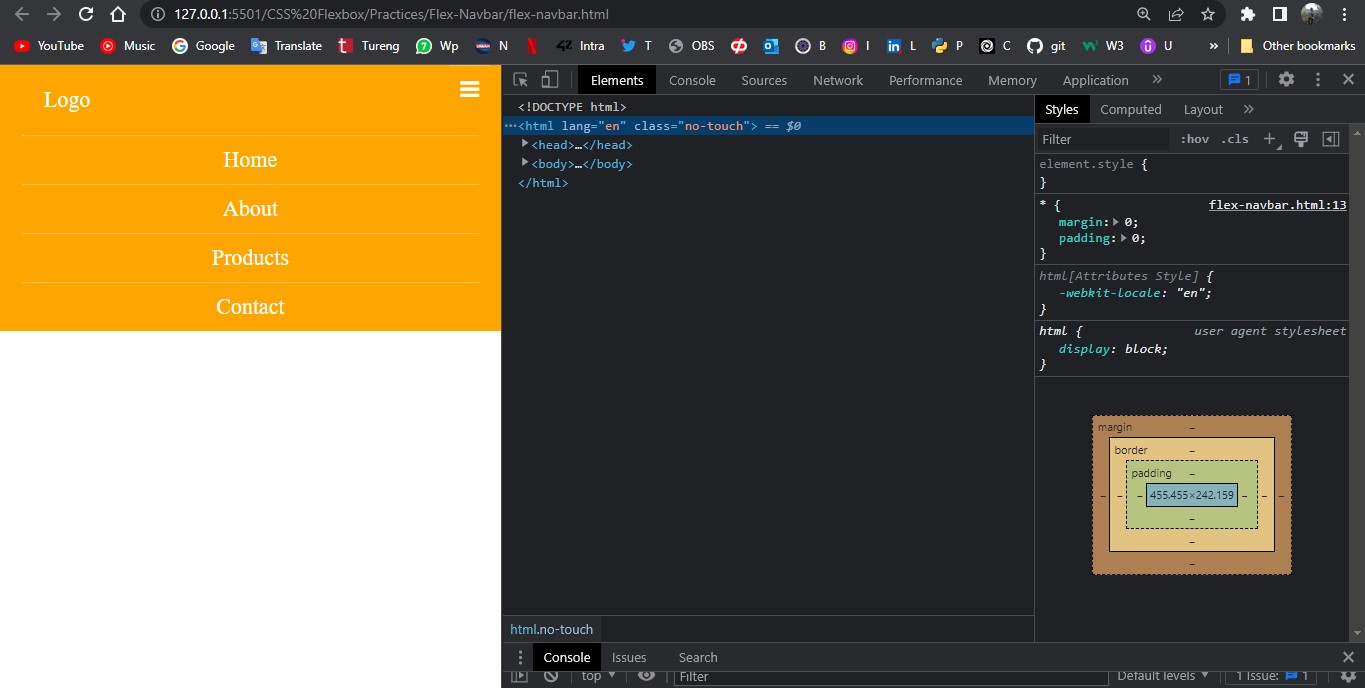 127.0.0.1:5501/CSS%20Flexbox/Practices/Flex-Navbar/flex-navbar.html
YouTube Music Google Translate Tureng Wp N Intra T OBS B I L P C git W3 U » Other bookmarks
Logo
Home
About
Products
Contact
Elements Console Sources Network Performance Memory Application » 1
<!DOCTYPE html>
<html lang="en" class="no-touch"> == $0
<head>…</head>
<body>…</body>
</html>
html.no-touch
Styles Computed Layout »
Filter :hov .cls
element.style {
}
* { flex-navbar.html:13
margin: 0;
padding: 0;
}
html[Attributes Style] {
-webkit-locale: "en";
}
html { user agent stylesheet
display: block;
}
margin –
border –
padding –
– – – 455.455×242.159 – – –
–
–
–
Console Issues Search
top Filter Default levels 1 Issue: 1